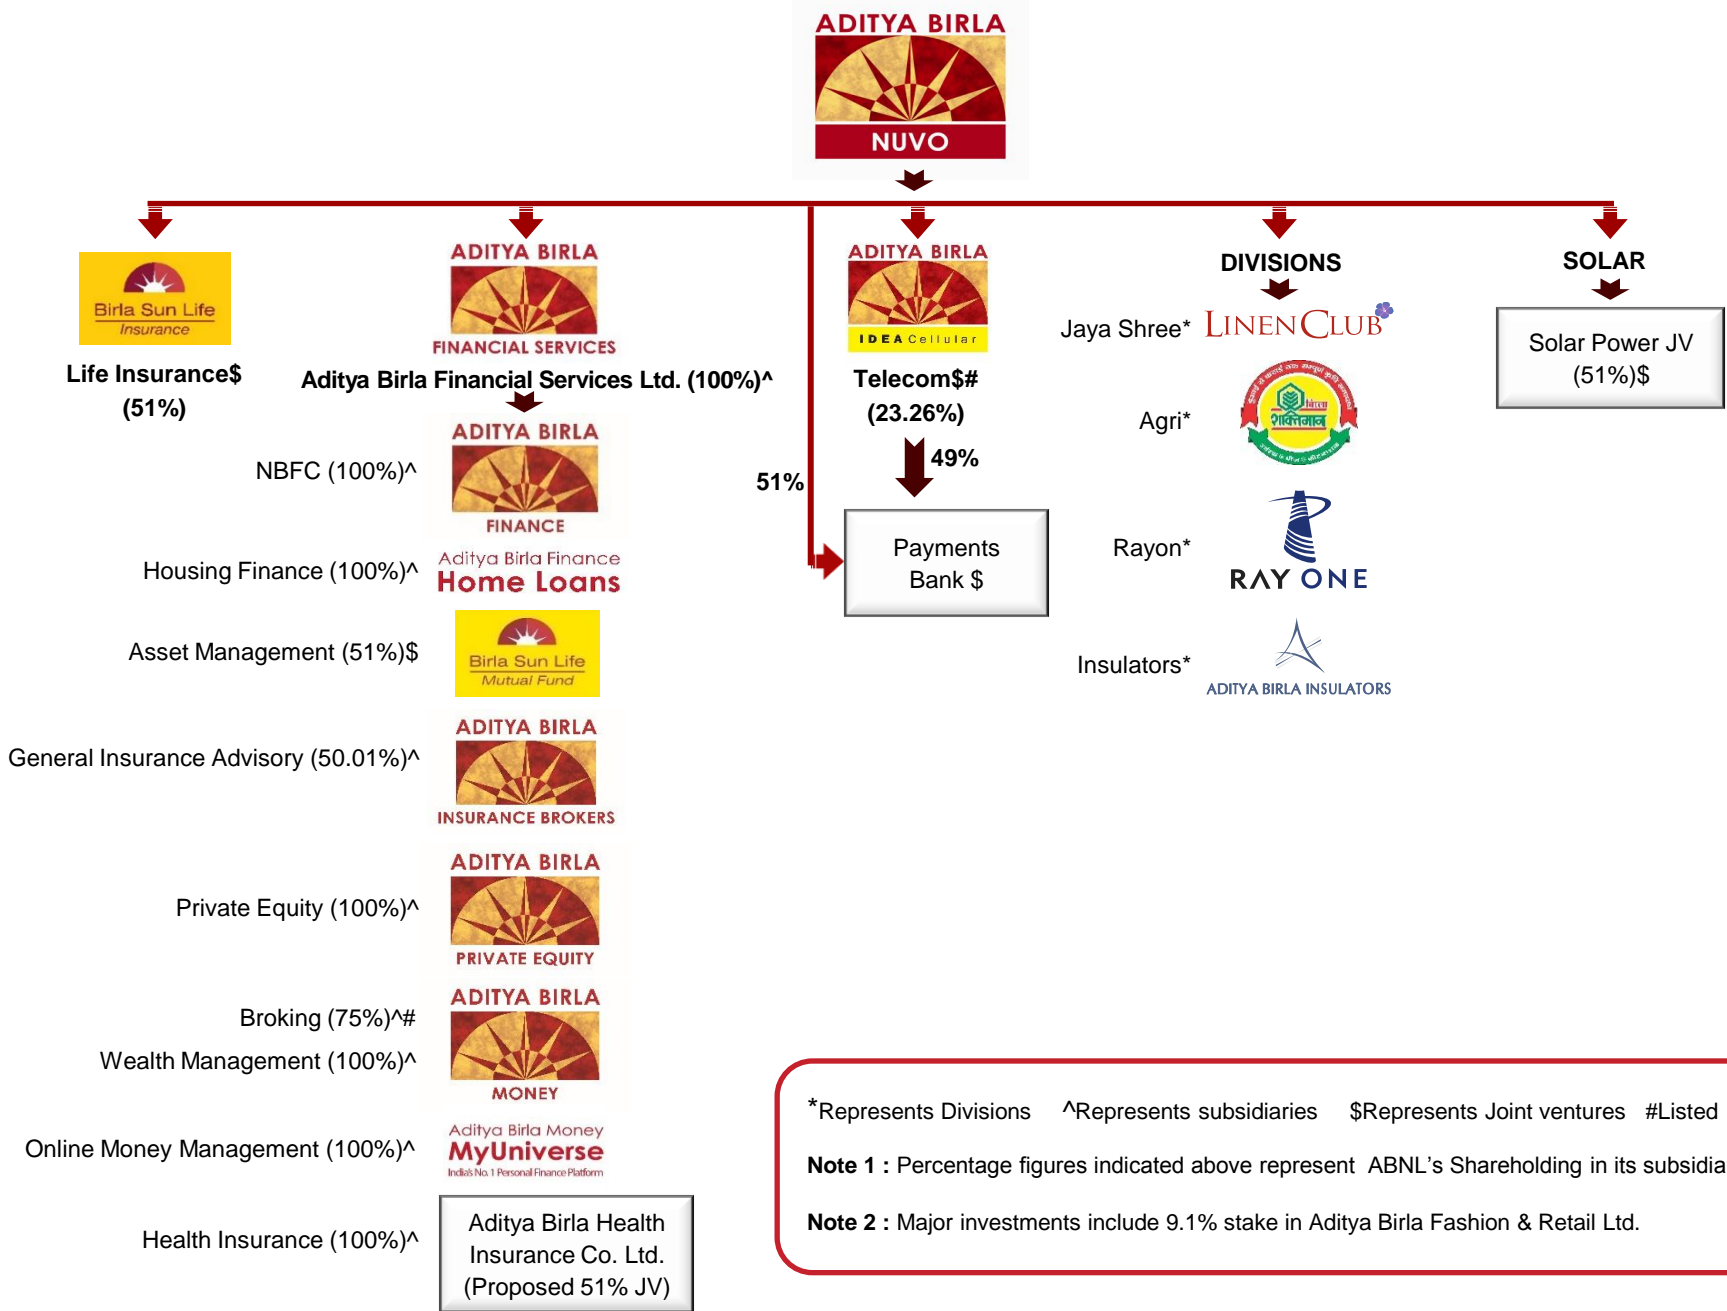 ADITYA BIRLA
NUVO
Birla Sun Life
Insurance
Life Insurance$
(51%)
ADITYA BIRLA
FINANCIAL SERVICES
Aditya Birla Financial Services Ltd. (100%)^
NBFC (100%)^
ADITYA BIRLA
FINANCE
Housing Finance (100%)^
Aditya Birla Finance
Home Loans
Asset Management (51%)$
Birla Sun Life
Mutual Fund
General Insurance Advisory (50.01%)^
ADITYA BIRLA
INSURANCE BROKERS
Private Equity (100%)^
ADITYA BIRLA
PRIVATE EQUITY
Broking (75%)^#
Wealth Management (100%)^
ADITYA BIRLA
MONEY
Online Money Management (100%)^
Aditya Birla Money
MyUniverse
India's No. 1 Personal Finance Platform
Health Insurance (100%)^
Aditya Birla Health
Insurance Co. Ltd.
(Proposed 51% JV)
51%
ADITYA BIRLA
IDEA Cellular
Telecom$#
(23.26%)
49%
Payments
Bank $
DIVISIONS
Jaya Shree*
LINEN CLUB
Agri*
बिरला
शक्तिमान
Rayon*
RAY ONE
Insulators*
ADITYA BIRLA INSULATORS
SOLAR
Solar Power JV
(51%)$
*Represents Divisions ^Represents subsidiaries $Represents Joint ventures #Listed
Note 1 : Percentage figures indicated above represent ABNL's Shareholding in its subsidia
Note 2 : Major investments include 9.1% stake in Aditya Birla Fashion & Retail Ltd.